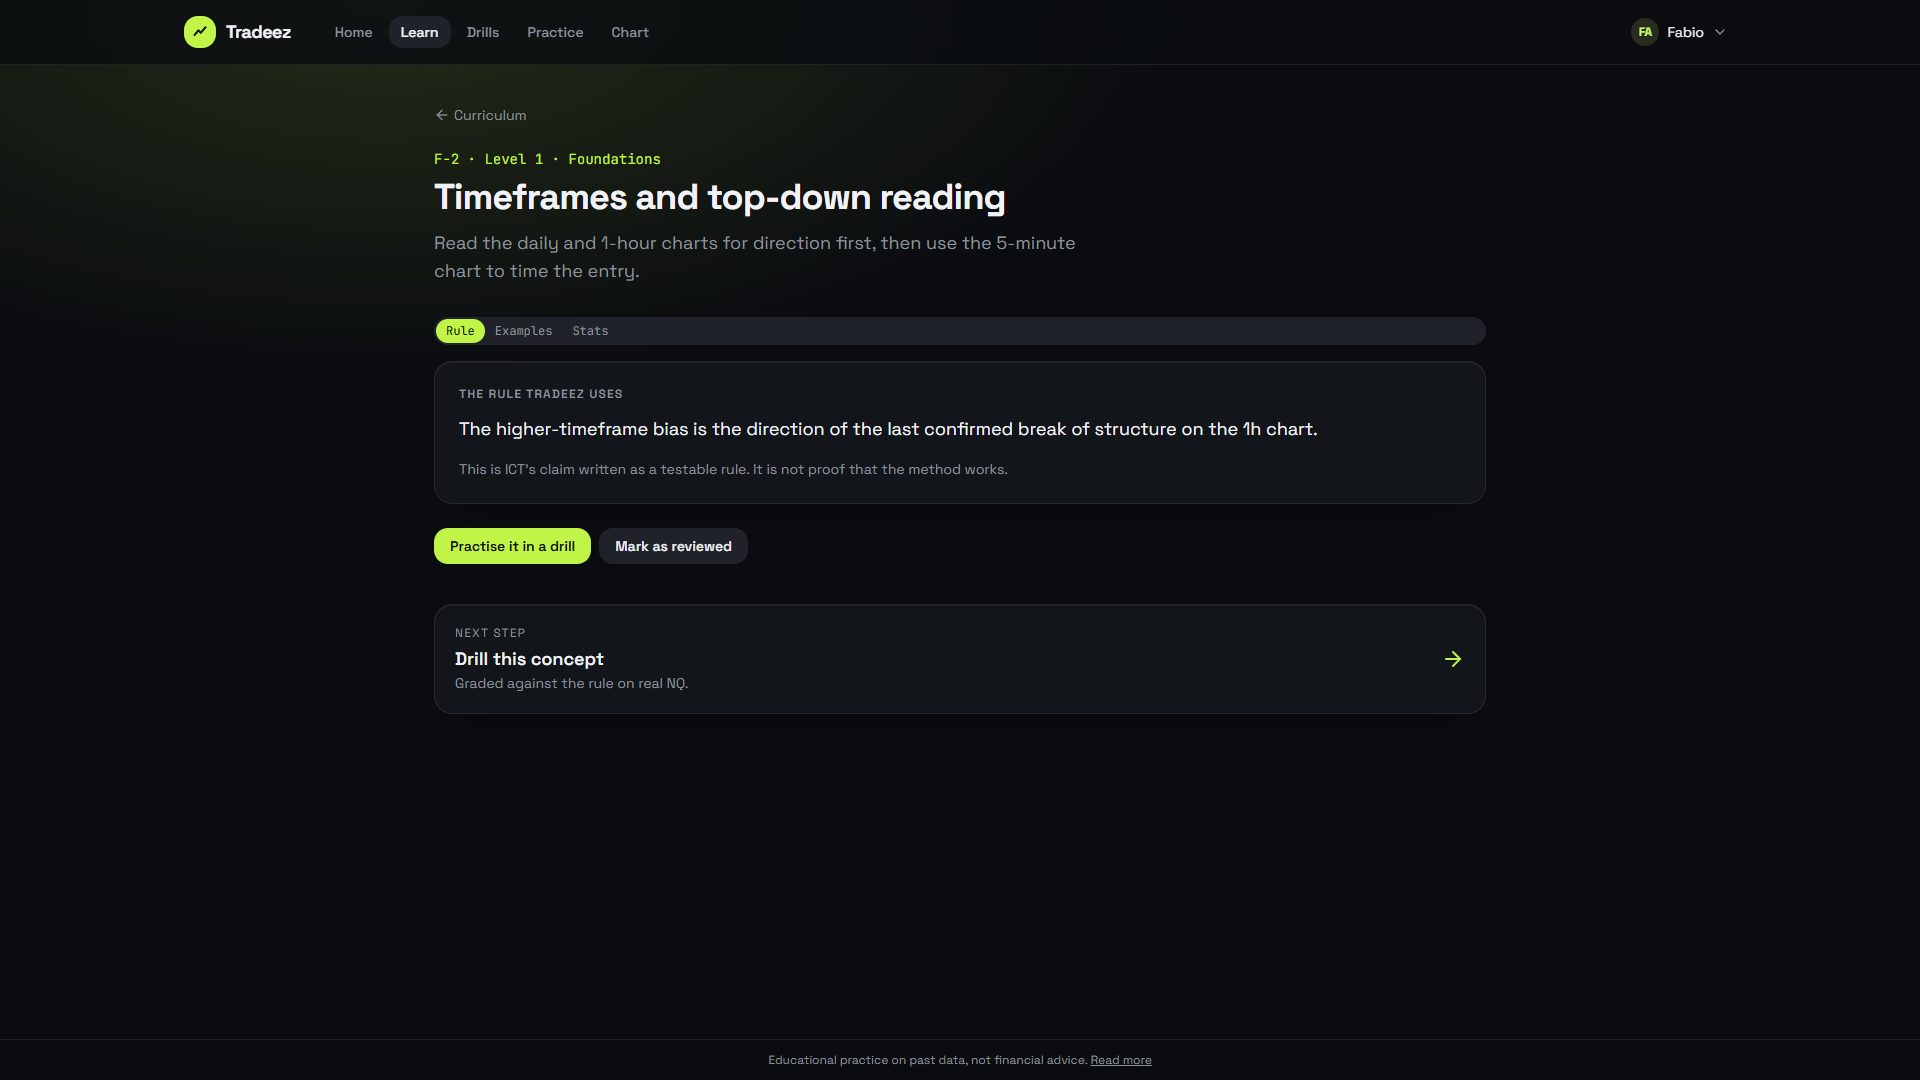 Tradeez
Home
Learn
Drills
Practice
Chart
FA
Fabio
← Curriculum
F-2 · Level 1 · Foundations
Timeframes and top-down reading
Read the daily and 1-hour charts for direction first, then use the 5-minute
chart to time the entry.
Rule
Examples
Stats
THE RULE TRADEEZ USES
The higher-timeframe bias is the direction of the last confirmed break of structure on the 1h chart.
This is ICT's claim written as a testable rule. It is not proof that the method works.
Practise it in a drill
Mark as reviewed
NEXT STEP
Drill this concept
Graded against the rule on real NQ.
Educational practice on past data, not financial advice. Read more